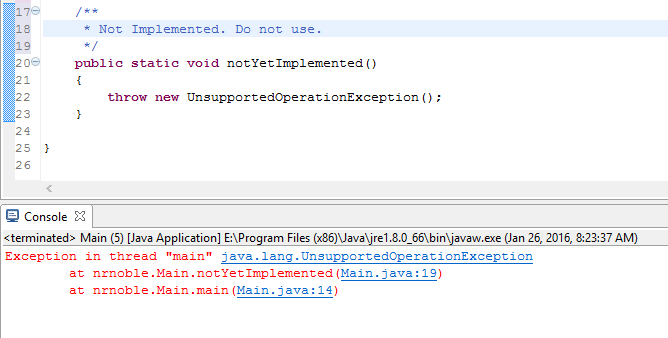 17 /**
18 * Not Implemented. Do not use.
19 */
20 public static void notYetImplemented()
21 {
22 throw new UnsupportedOperationException();
23 }
24
25 }
26
Console
<terminated> Main (5) [Java Application] E:\Program Files (x86)\Java\jre1.8.0_66\bin\javaw.exe (Jan 26, 2016, 8:23:37 AM)
Exception in thread "main" java.lang.UnsupportedOperationException
at nrnoble.Main.notYetImplemented(Main.java:19)
at nrnoble.Main.main(Main.java:14)